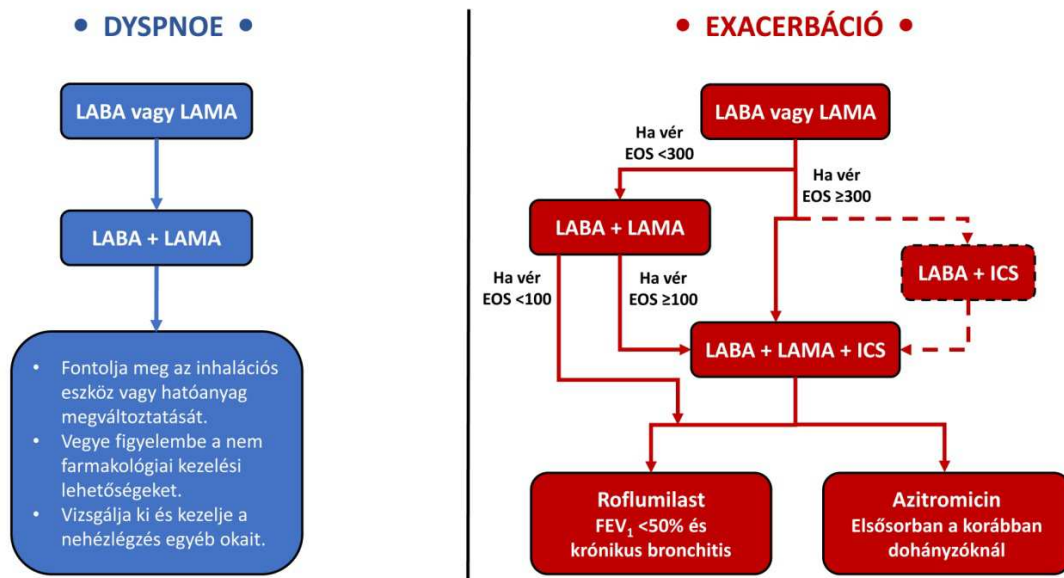 • DYSPNOE •
LABA vagy LAMA
LABA + LAMA
• Fontolja meg az inhalációs
eszköz vagy hatóanyag
megváltoztatását.
• Vegye figyelembe a nem
farmakológiai kezelési
lehetőségeket.
• Vizsgálja ki és kezelje a
nehézlégzés egyéb okait.
• EXACERBÁCIÓ •
LABA vagy LAMA
Ha vér
EOS <300
Ha vér
EOS ≥300
LABA + LAMA
LABA + ICS
Ha vér
EOS <100
Ha vér
EOS ≥100
LABA + LAMA + ICS
Roflumilast
FEV₁ <50% és
krónikus bronchitis
Azitromicin
Elsősorban a korábban
dohányzóknál